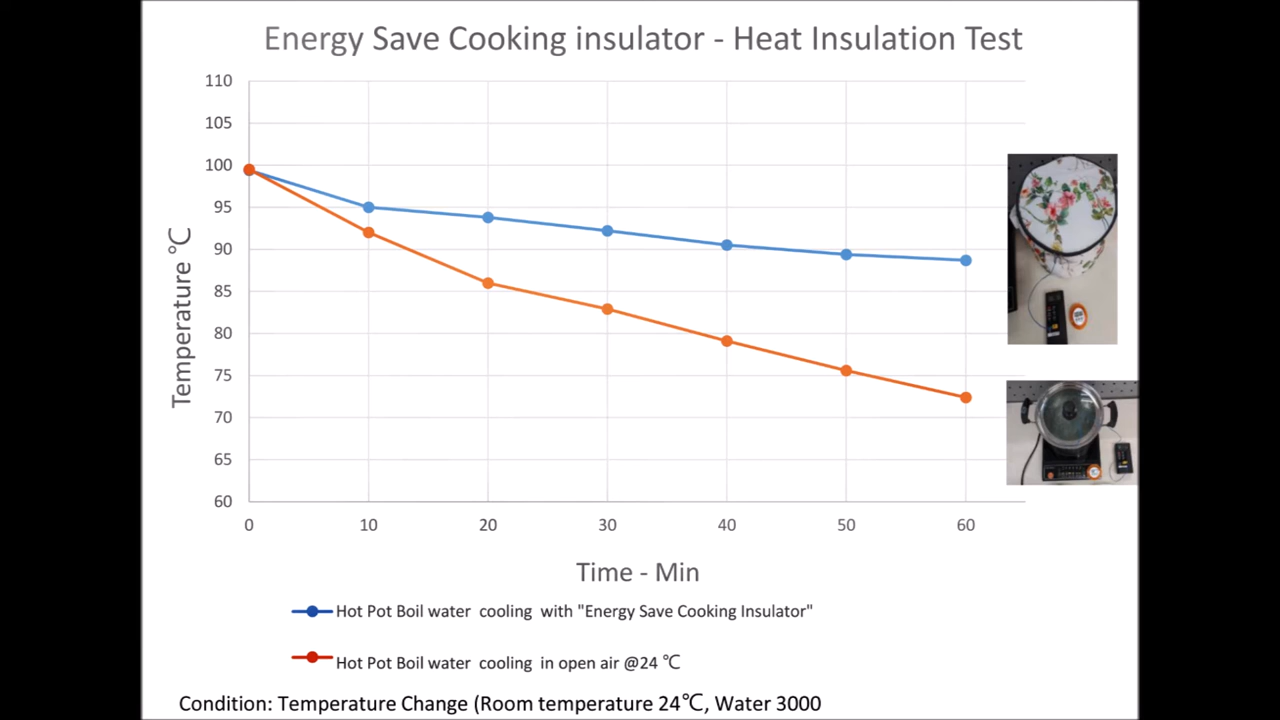 Energy Save Cooking insulator - Heat Insulation Test
110
105
100
95
90
85
80
75
70
65
60
Temperature ℃
0 10 20 30 40 50 60
Time - Min
Hot Pot Boil water cooling with "Energy Save Cooking Insulator"
Hot Pot Boil water cooling in open air @24 ℃
Condition: Temperature Change (Room temperature 24℃, Water 3000